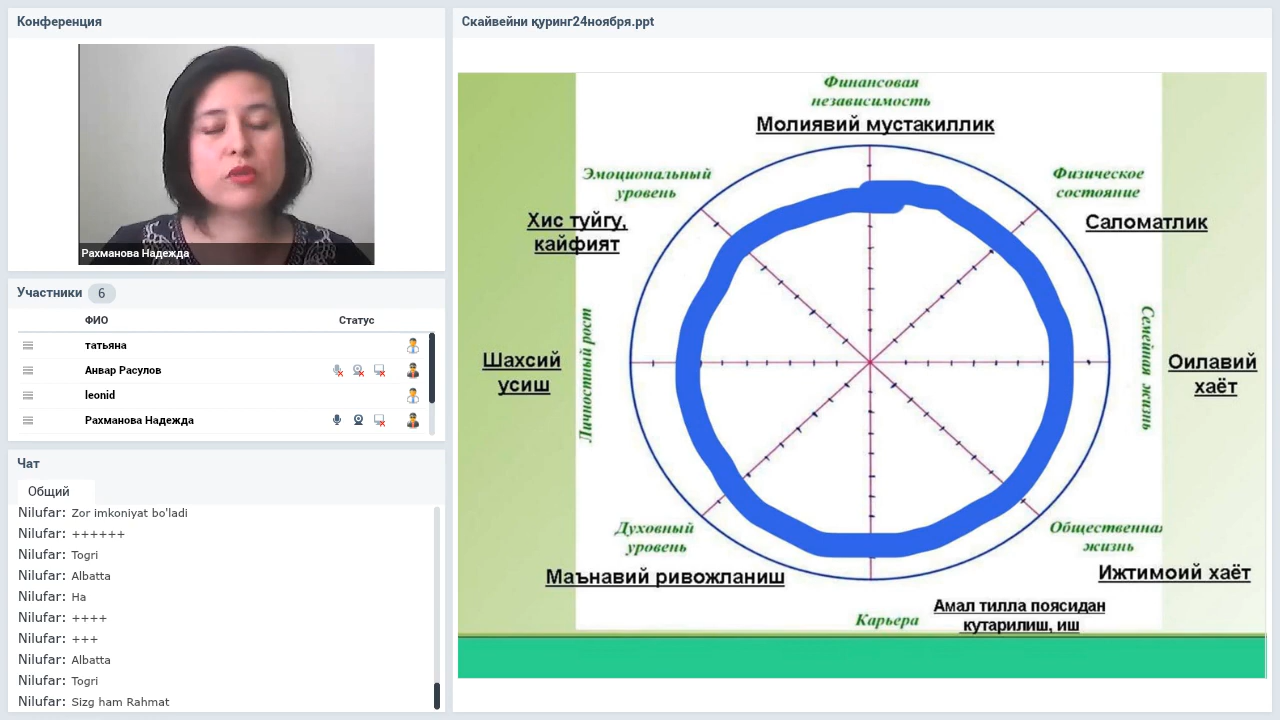 Конференция
Рахманова Надежда
Участники 6
ФИО Статус
татьяна
Анвар Расулов
leonid
Рахманова Надежда
Чат
Общий
Nilufar: Zor imkoniyat bo'ladi
Nilufar: ++++++
Nilufar: Togri
Nilufar: Albatta
Nilufar: Ha
Nilufar: ++++
Nilufar: +++
Nilufar: Albatta
Nilufar: Togri
Nilufar: Sizg ham Rahmat
Скайвейни қуринг24ноября.ppt
Финансовая
независимость
Молиявий мустакиллик
Эмоциональный
уровень
Хис туйгу,
кайфият
Физическое
состояние
Саломатлик
Личностный рост
Шахсий
усиш
Семейная жизнь
Оилавий
хаёт
Духовный
уровень
Маънавий ривожланиш
Общественная
жизнь
Ижтимоий хаёт
Карьера
Амал тилла поясидан
кутарилиш, иш